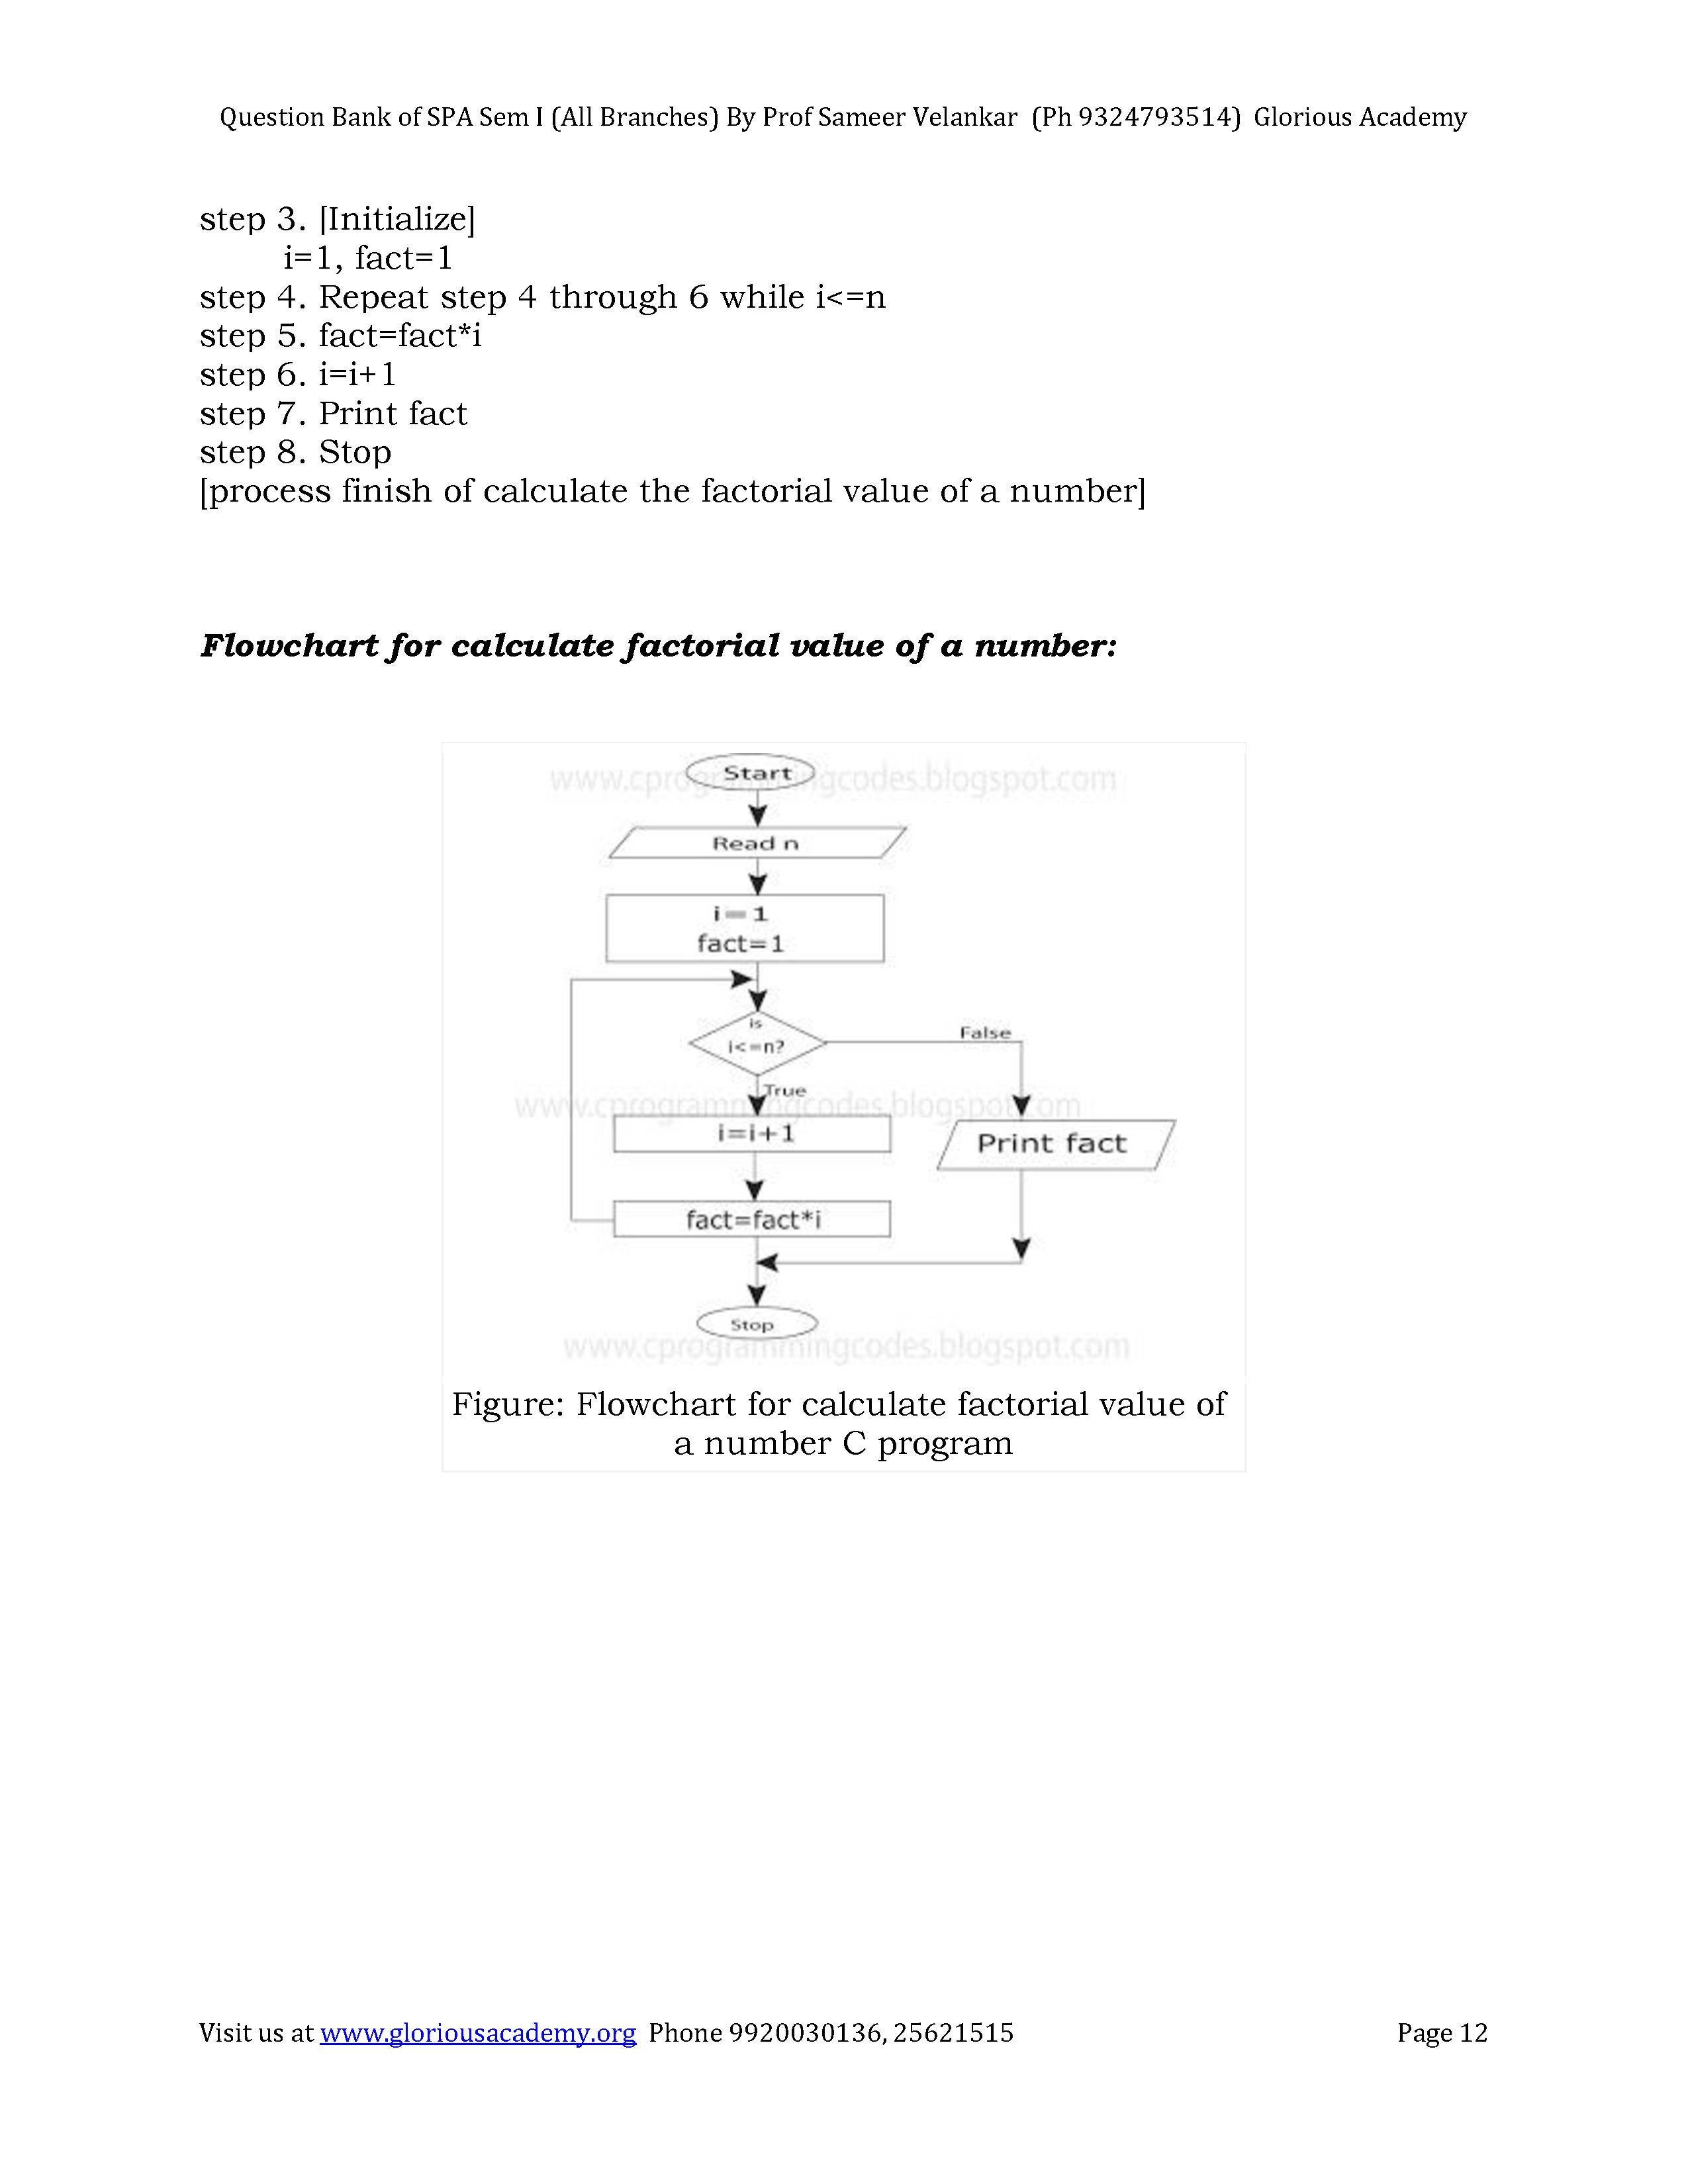 Question Bank of SPA Sem I (All Branches) By Prof Sameer Velankar (Ph 9324793514) Glorious Academy
step 3. [Initialize]
i=1, fact=1
step 4. Repeat step 4 through 6 while i<=n
step 5. fact=fact*i
step 6. i=i+1
step 7. Print fact
step 8. Stop
[process finish of calculate the factorial value of a number]
Flowchart for calculate factorial value of a number:
www.cprogrammingcodes.blogspot.com
Start
Read n
i=1
fact=1
is
i<=n?
False
True
www.cprogrammingcodes.blogspot.com
i=i+1
Print fact
fact=fact*i
Stop
www.cprogrammingcodes.blogspot.com
Figure: Flowchart for calculate factorial value of
a number C program
Visit us at www.gloriousacademy.org Phone 9920030136, 25621515 Page 12